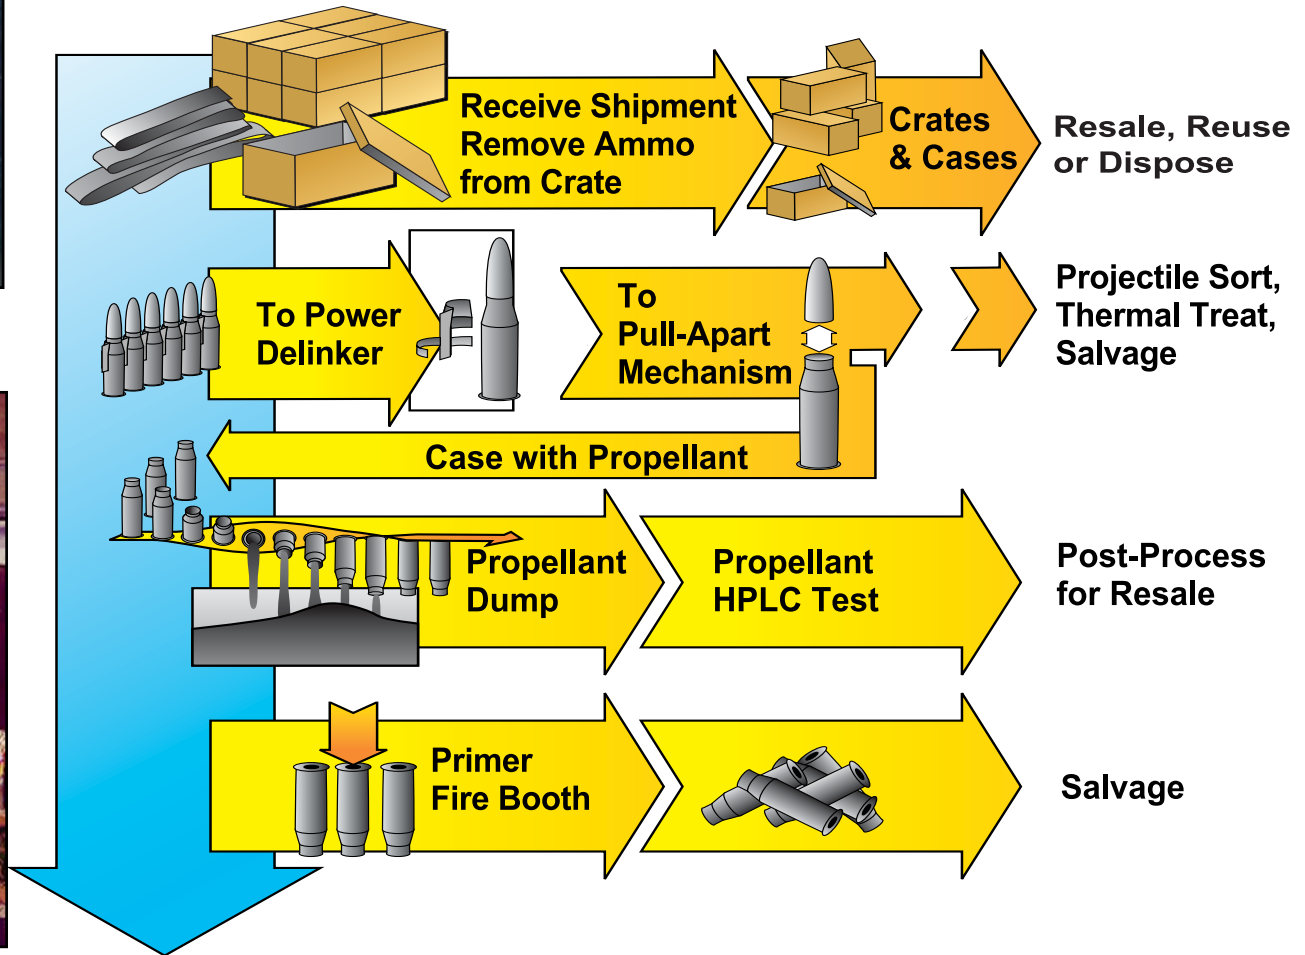 Receive Shipment
Remove Ammo
from Crate
Crates
& Cases
Resale, Reuse
or Dispose
To Power
Delinker
To
Pull-Apart
Mechanism
Projectile Sort,
Thermal Treat,
Salvage
Case with Propellant
Propellant
Dump
Propellant
HPLC Test
Post-Process
for Resale
Primer
Fire Booth
Salvage